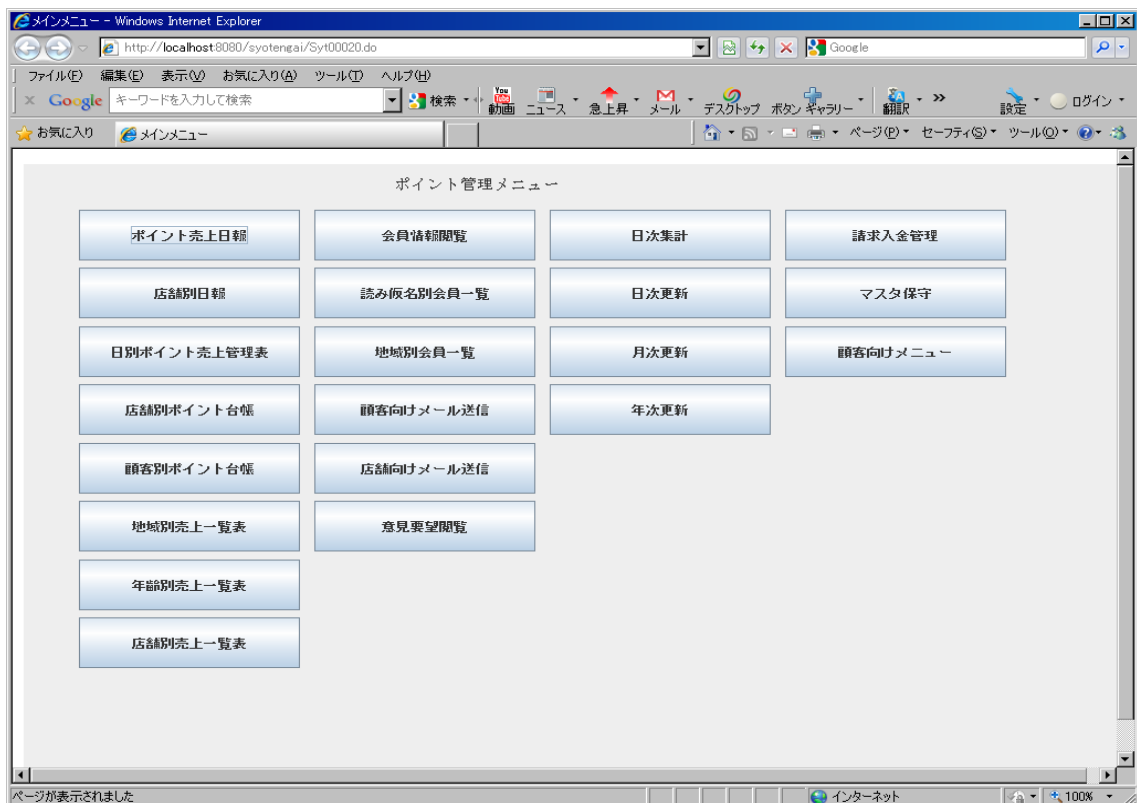 メインメニュー - Windows Internet Explorer
http://localhost:8080/syotengai/Syt00020.do
Google
ファイル(F) 編集(E) 表示(V) お気に入り(A) ツール(T) ヘルプ(H)
× Google キーワードを入力して検索 検索 You Tube 動画 ニュース 急上昇 メール デスクトップ ボタン ギャラリー 翻訳 » 設定 ログイン
お気に入り メインメニュー ページ(P) セーフティ(S) ツール(O)
ポイント管理メニュー
ポイント売上日報 会員情報閲覧 日次集計 請求入金管理
店舗別日報 読み仮名別会員一覧 日次更新 マスタ保守
日別ポイント売上管理表 地域別会員一覧 月次更新 顧客向けメニュー
店舗別ポイント台帳 顧客向けメール送信 年次更新
顧客別ポイント台帳 店舗向けメール送信
地域別売上一覧表 意見要望閲覧
年齢別売上一覧表
店舗別売上一覧表
ページが表示されました インターネット 100%